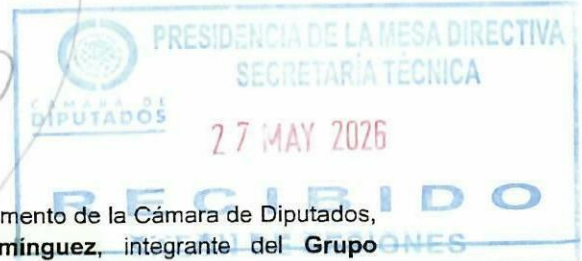 PRESIDENCIA DE LA MESA DIRECTIVA
SECRETARÍA TÉCNICA
CÁMARA DE
DIPUTADOS
27 MAY 2026
RECIBIDO
mento de la Cámara de Diputados,
mínguez, integrante del Grupo